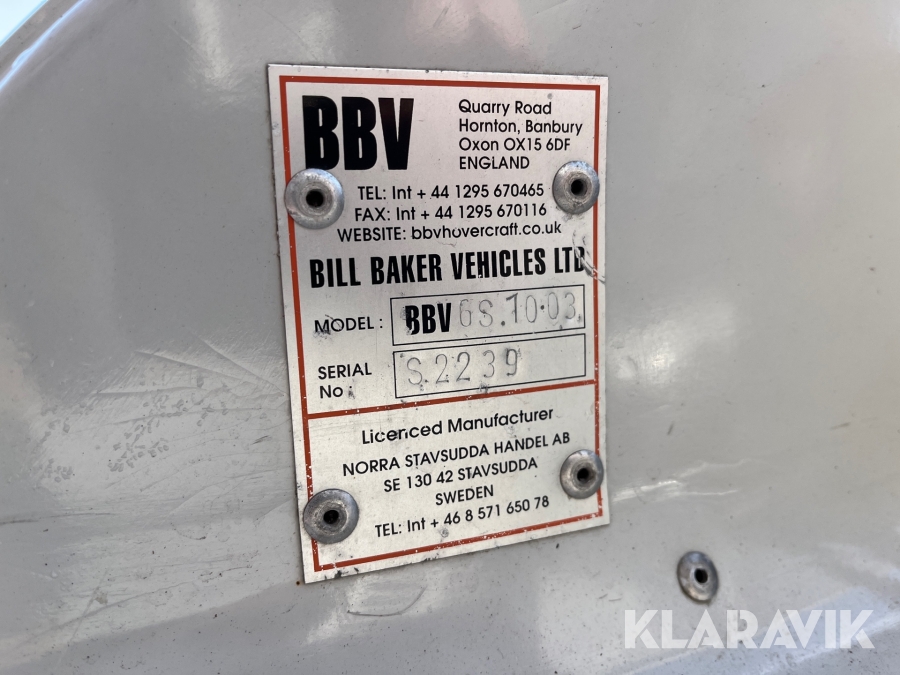 BBV
Quarry Road
Hornton, Banbury
Oxon OX15 6DF
ENGLAND
TEL: Int + 44 1295 670465
FAX: Int + 44 1295 670116
WEBSITE: bbvhovercraft.co.uk
BILL BAKER VEHICLES LTD
MODEL: BBV GS.10.03
SERIAL No: S.2239
Licenced Manufacturer
NORRA STAVSUDDA HANDEL AB
SE 130 42 STAVSUDDA
SWEDEN
TEL: Int + 46 8 571 650 78
KLARAVIK